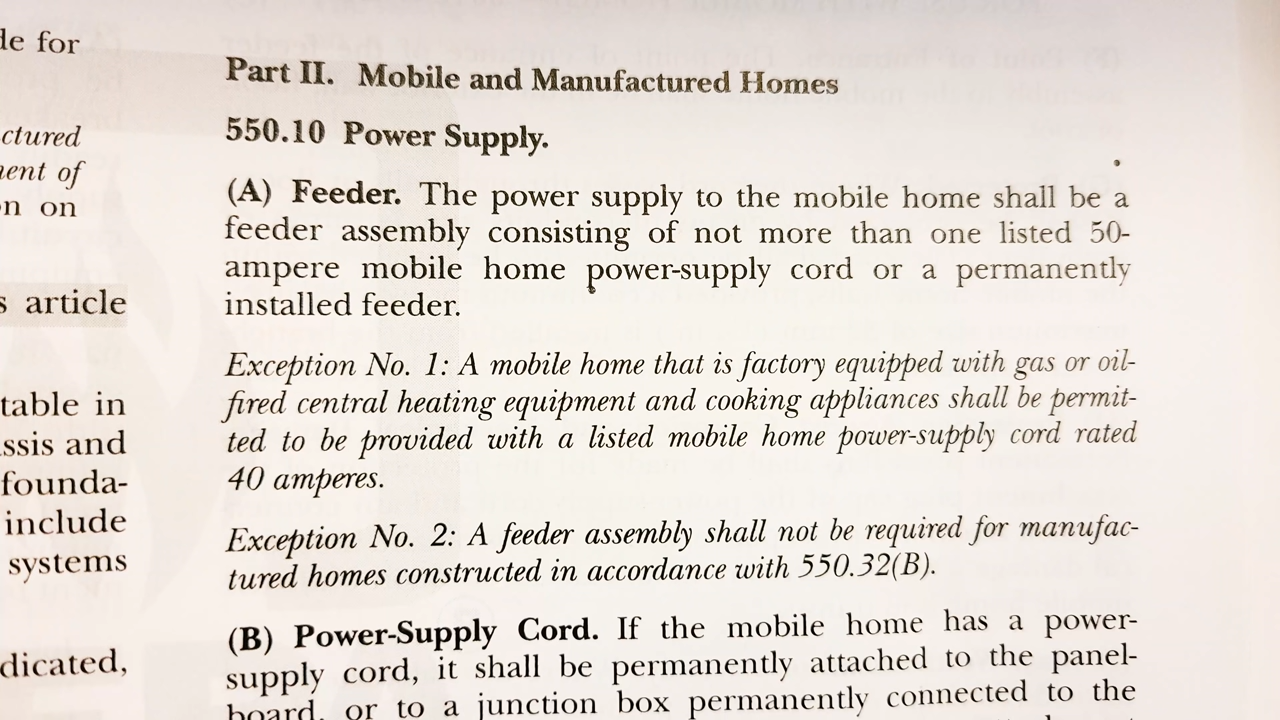 de for
ctured
ent of
n on
s article
table in
ssis and
founda-
include
systems
dicated,
Part II. Mobile and Manufactured Homes
550.10 Power Supply.
(A) Feeder. The power supply to the mobile home shall be a
feeder assembly consisting of not more than one listed 50-
ampere mobile home power-supply cord or a permanently
installed feeder.
Exception No. 1: A mobile home that is factory equipped with gas or oil-
fired central heating equipment and cooking appliances shall be permit-
ted to be provided with a listed mobile home power-supply cord rated
40 amperes.
Exception No. 2: A feeder assembly shall not be required for manufac-
tured homes constructed in accordance with 550.32(B).
(B) Power-Supply Cord. If the mobile home has a power-
supply cord, it shall be permanently attached to the panel-
board, or to a junction box permanently connected to the